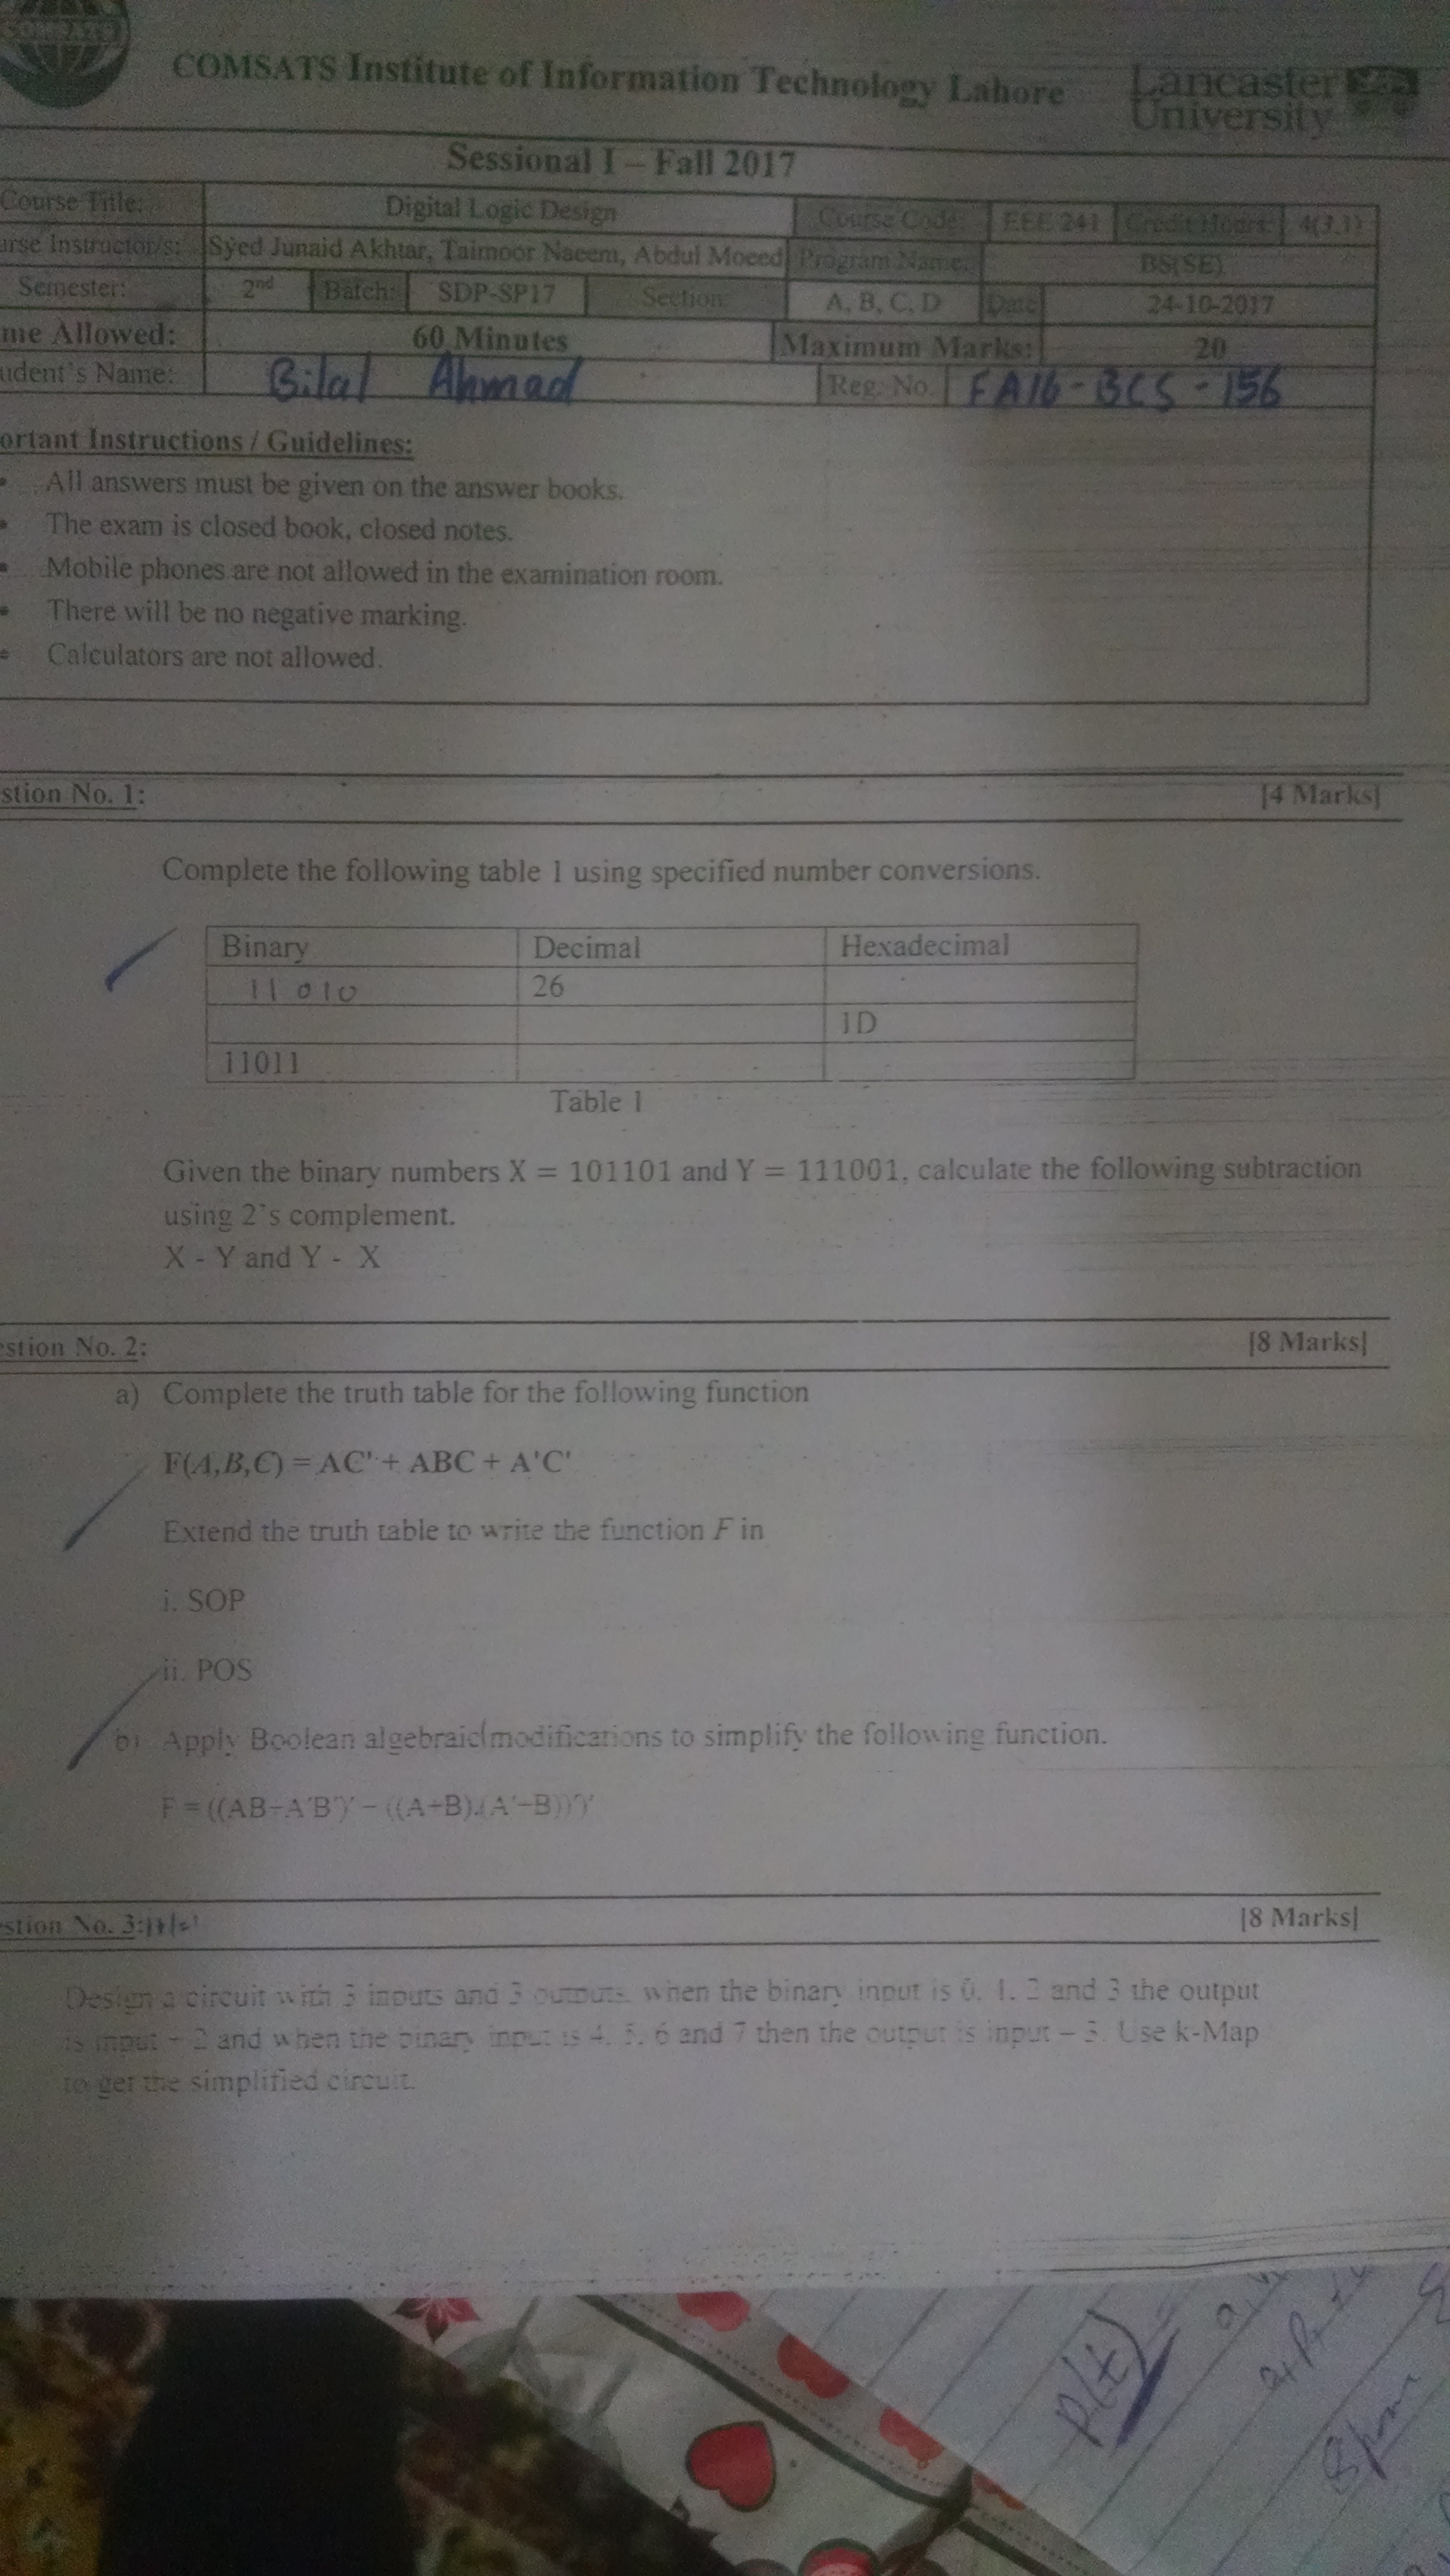 COMSATS
COMSATS Institute of Information Technology Lahore
Lancaster
University
Sessional I – Fall 2017
Course Title: Digital Logic Design Course Code: EEE 241 Credit Hours: 4(3,1)
urse Instructor/s: Syed Junaid Akhtar, Taimoor Naeem, Abdul Moeed Program Name: BS(SE)
Semester: 2nd Batch: SDP-SP17 Section: A, B, C, D Date: 24-10-2017
me Allowed: 60 Minutes Maximum Marks: 20
udent's Name: Bilal Ahmad Reg. No. FA16-BCS-156
ortant Instructions / Guidelines:
All answers must be given on the answer books.
The exam is closed book, closed notes.
Mobile phones are not allowed in the examination room.
There will be no negative marking.
Calculators are not allowed.
stion No. 1: [4 Marks]
Complete the following table 1 using specified number conversions.
Binary Decimal Hexadecimal
11010 26
1D
11011
Table 1
Given the binary numbers X = 101101 and Y = 111001, calculate the following subtraction
using 2's complement.
X - Y and Y - X
estion No. 2: [8 Marks]
a) Complete the truth table for the following function
F(A,B,C) = AC' + ABC + A'C'
Extend the truth table to write the function F in
i. SOP
ii. POS
b) Apply Boolean algebraic modifications to simplify the following function.
stion No. 3: [8 Marks]
Design a circuit with 3 inputs and 3 outputs, when the binary input is 0, 1, 2 and 3 the output
is input 2 and when the binary input is 4, 5, 6 and 7 then the output is input – 3. Use k-Map
to get the simplified circuit.
P(t)